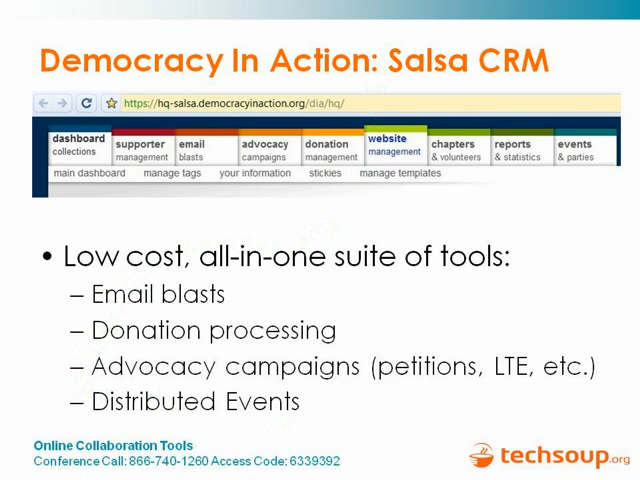 Democracy In Action: Salsa CRM
https://hq-salsa.democracyinaction.org/dia/hq/
dashboard supporter email advocacy donation website chapters reports events
collections management blasts campaigns management management & volunteers & statistics & parties
main dashboard manage tags your information stickies manage templates
• Low cost, all-in-one suite of tools:
– Email blasts
– Donation processing
– Advocacy campaigns (petitions, LTE, etc.)
– Distributed Events
Online Collaboration Tools
Conference Call: 866-740-1260 Access Code: 6339392
techsoup.org